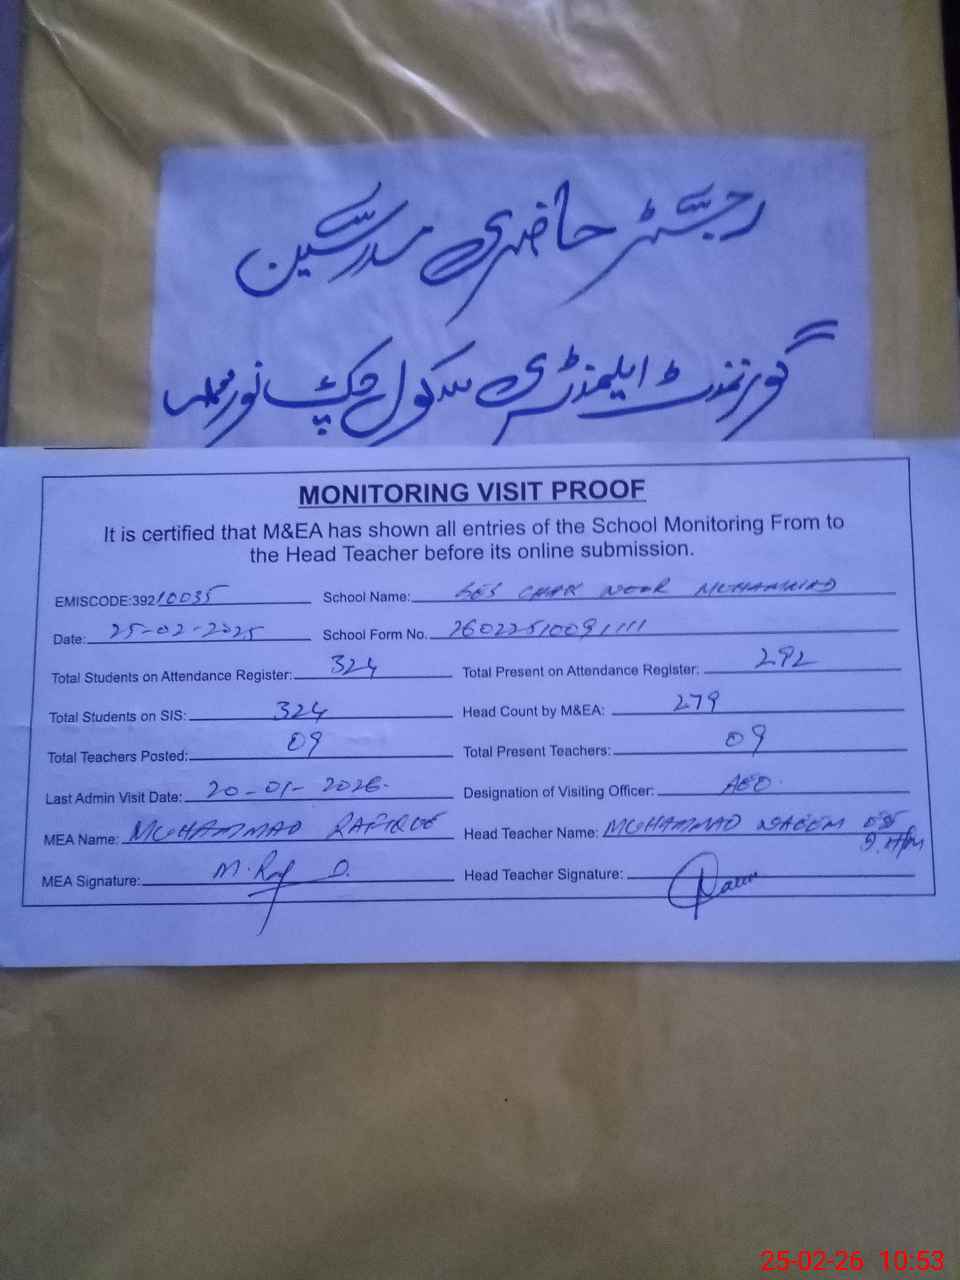 رجسٹر حاضری مدرسین
گورنمنٹ ایلیمنٹری سکول چک نور محمد
MONITORING VISIT PROOF
It is certified that M&EA has shown all entries of the School Monitoring From to
the Head Teacher before its online submission.
EMISCODE:39210035 School Name: GES CHAK NOOR MUHAMMAD
Date: 25-02-2025 School Form No. 26022510091111
Total Students on Attendance Register: 324 Total Present on Attendance Register: 292
Total Students on SIS: 324 Head Count by M&EA: 279
Total Teachers Posted: 09 Total Present Teachers: 09
Last Admin Visit Date: 20-01-2026. Designation of Visiting Officer: AEO.
MEA Name: MUHAMMAD RAFIQUE Head Teacher Name: MUHAMMAD NAEEM
MEA Signature: Head Teacher Signature:
25-02-26 10:53